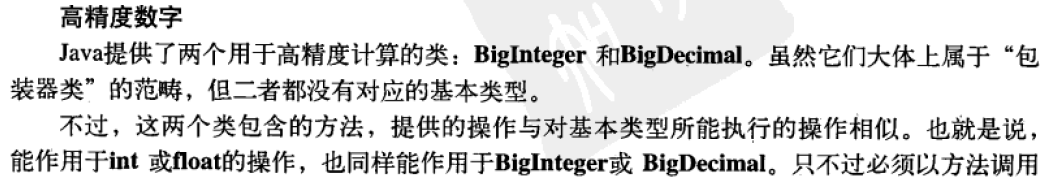 高精度数字
Java提供了两个用于高精度计算的类：BigInteger 和BigDecimal。虽然它们大体上属于“包
装器类”的范畴，但二者都没有对应的基本类型。
不过，这两个类包含的方法，提供的操作与对基本类型所能执行的操作相似。也就是说，
能作用于int 或float的操作，也同样能作用于BigInteger或 BigDecimal。只不过必须以方法调用